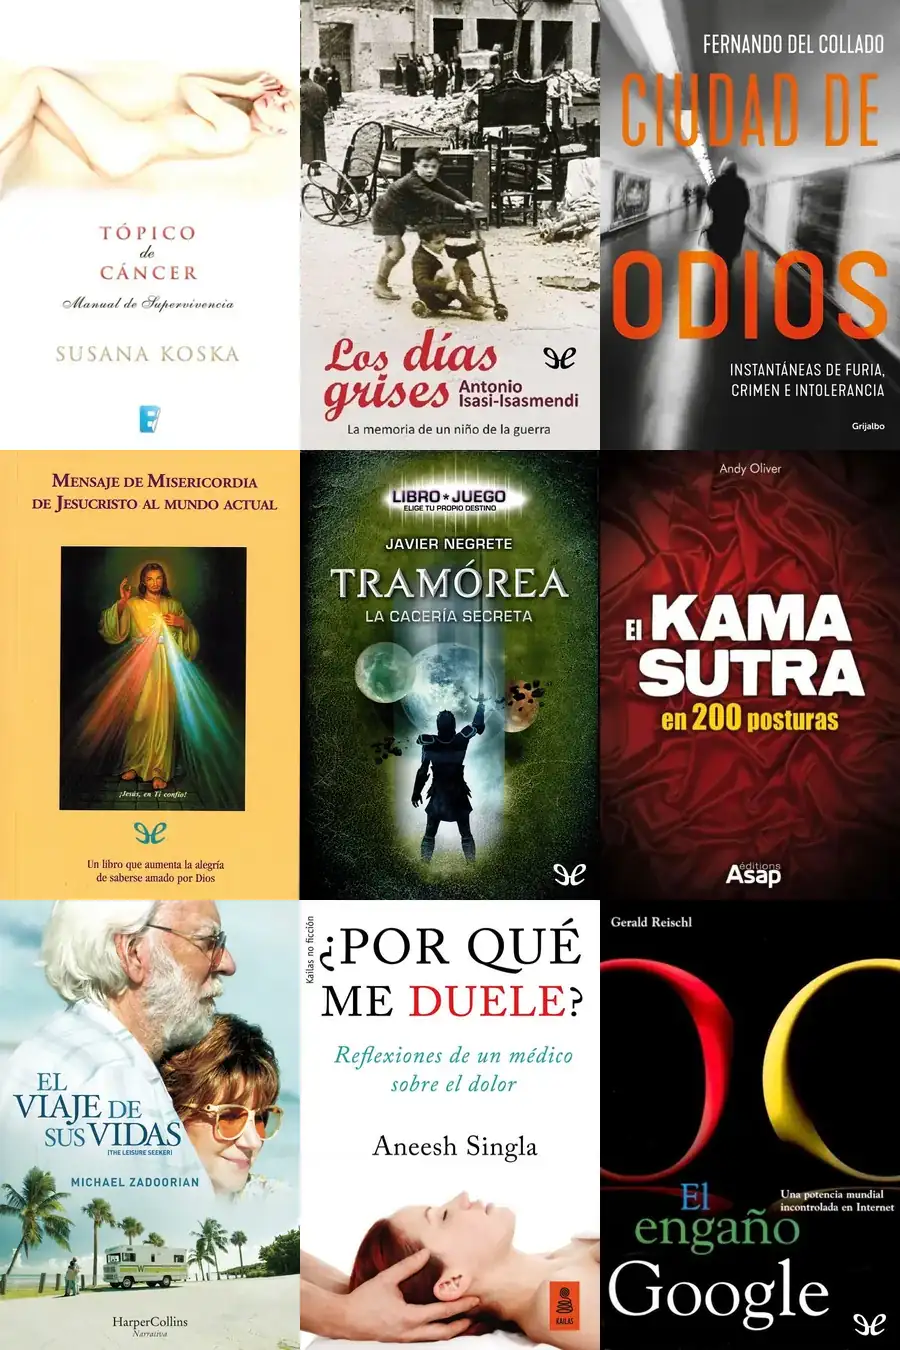 TÓPICO
de
CÁNCER
Manual de Supervivencia
SUSANA KOSKA
B
Los días
grises
Antonio
Isasi-Isasmendi
La memoria de un niño de la guerra
FERNANDO DEL COLLADO
CIUDAD DE
ODIOS
INSTANTÁNEAS DE FURIA,
CRIMEN E INTOLERANCIA
Grijalbo
MENSAJE DE MISERICORDIA
DE JESUCRISTO AL MUNDO ACTUAL
¡Jesús, en Ti confío!
Un libro que aumenta la alegría
de saberse amado por Dios
LIBRO★JUEGO
ELIGE TU PROPIO DESTINO
JAVIER NEGRETE
TRAMÓREA
LA CACERÍA SECRETA
Andy Oliver
El KAMA
SUTRA
en 200 posturas
éditions
Asap
EL
VIAJE DE
SUS VIDAS
(THE LEISURE SEEKER)
MICHAEL ZADOORIAN
W
HarperCollins
Narrativa
Kailas no ficción
¿POR QUÉ
ME DUELE?
Reflexiones de un médico
sobre el dolor
Aneesh Singla
KAILAS
Gerald Reischl
Una potencia mundial
incontrolada en Internet
El
engaño
Google